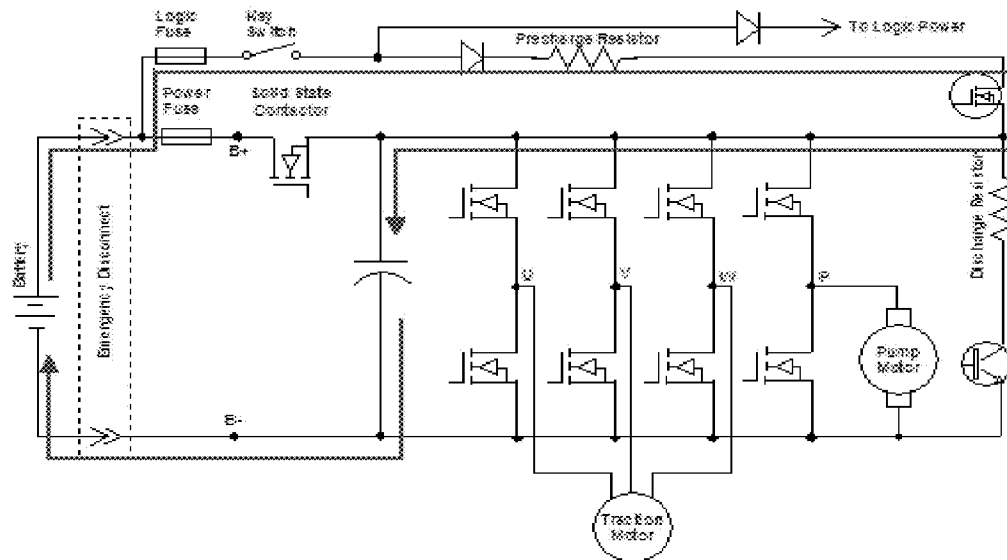 Logic
Fuse
Key
Switch
Precharge Resistor
To Logic Power
Power
Fuse
Solid State
Contactor
B+
Discharge Resistor
Battery
Emergency Disconnect
U
V
W
P
Pump
Motor
B-
Traction
Motor